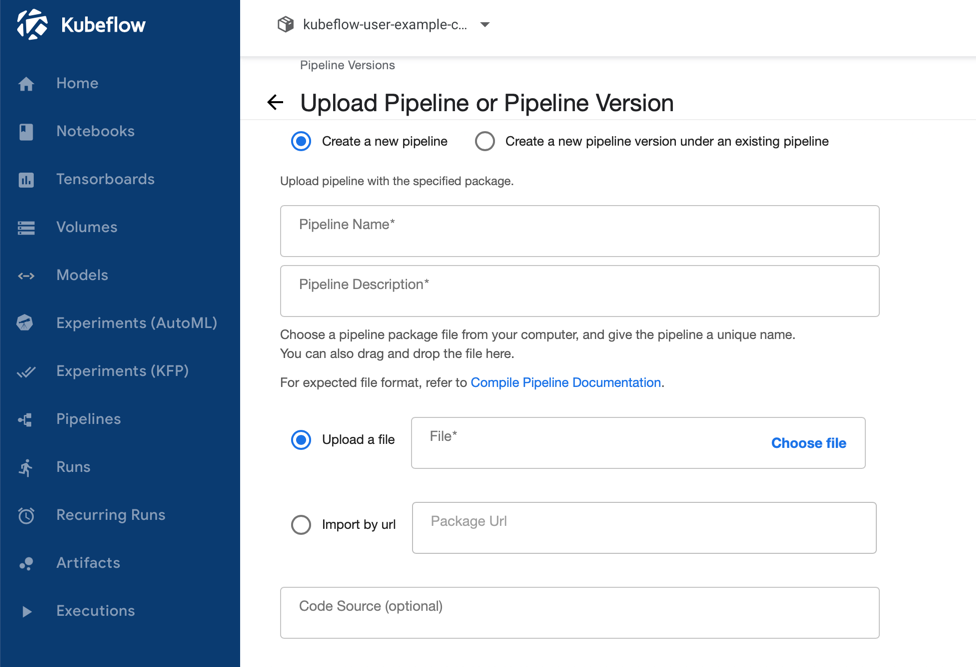 Kubeflow
Home
Notebooks
Tensorboards
Volumes
Models
Experiments (AutoML)
Experiments (KFP)
Pipelines
Runs
Recurring Runs
Artifacts
Executions
kubeflow-user-example-c...
Pipeline Versions
Upload Pipeline or Pipeline Version
Create a new pipeline
Create a new pipeline version under an existing pipeline
Upload pipeline with the specified package.
Pipeline Name*
Pipeline Description*
Choose a pipeline package file from your computer, and give the pipeline a unique name.
You can also drag and drop the file here.
For expected file format, refer to Compile Pipeline Documentation.
Upload a file
File*
Choose file
Import by url
Package Url
Code Source (optional)